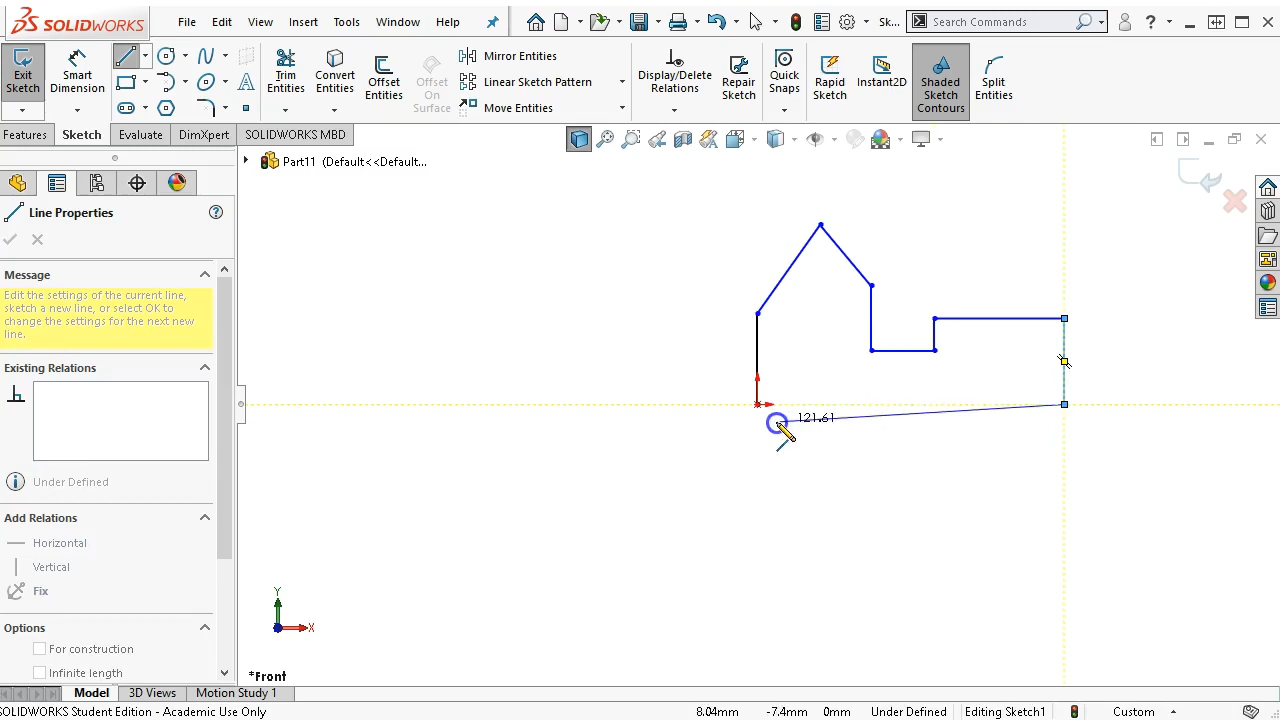 SOLIDWORKS File Edit View Insert Tools Window Help Sk... Search Commands ?
Exit Sketch
Smart Dimension
Trim Entities
Convert Entities
Offset Entities
Offset On Surface
Mirror Entities
Linear Sketch Pattern
Move Entities
Display/Delete Relations
Repair Sketch
Quick Snaps
Rapid Sketch
Instant2D
Shaded Sketch Contours
Split Entities
Features Sketch Evaluate DimXpert SOLIDWORKS MBD
Part11 (Default<<Default...
Line Properties
Message
Edit the settings of the current line,
sketch a new line, or select OK to
change the settings for the next new
line.
Existing Relations
Under Defined
Add Relations
Horizontal
Vertical
Fix
Options
For construction
Infinite length
121.61
Y
X
*Front
Model 3D Views Motion Study 1
SOLIDWORKS Student Edition - Academic Use Only 8.04mm -7.4mm 0mm Under Defined Editing Sketch1 Custom